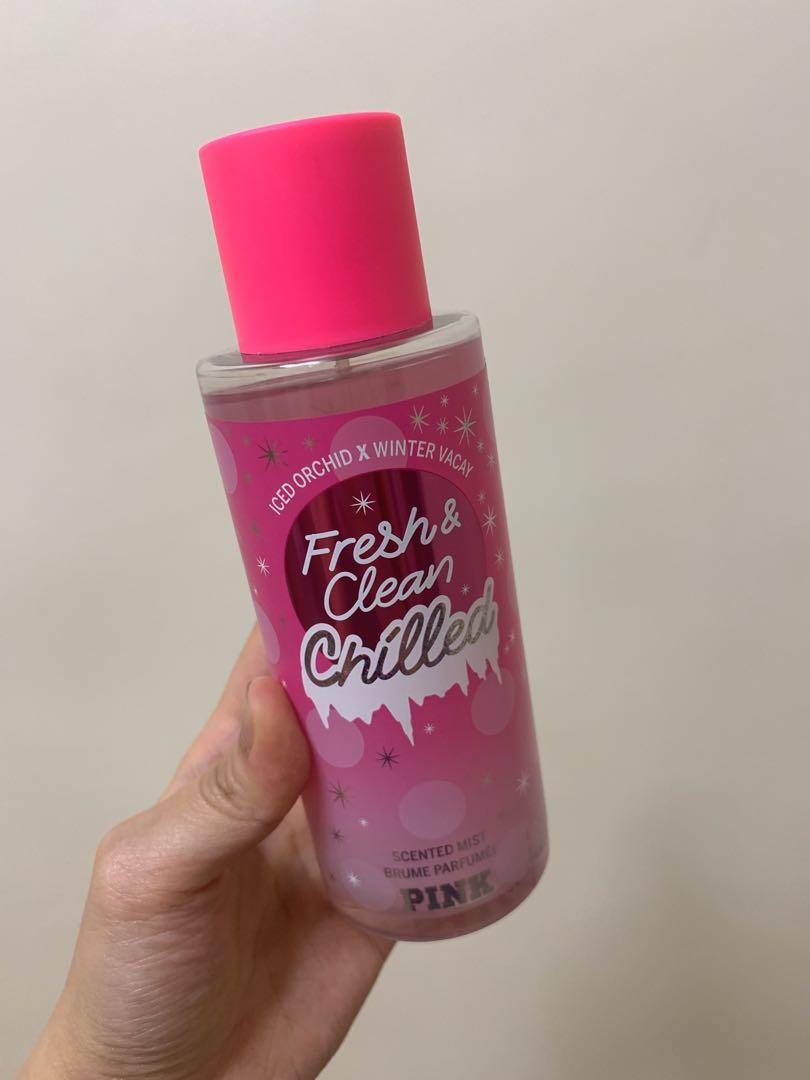 ICED ORCHID X WINTER VACAY
Fresh &
Clean
Chilled
SCENTED MIST
BRUME PARFUMÉE
PINK